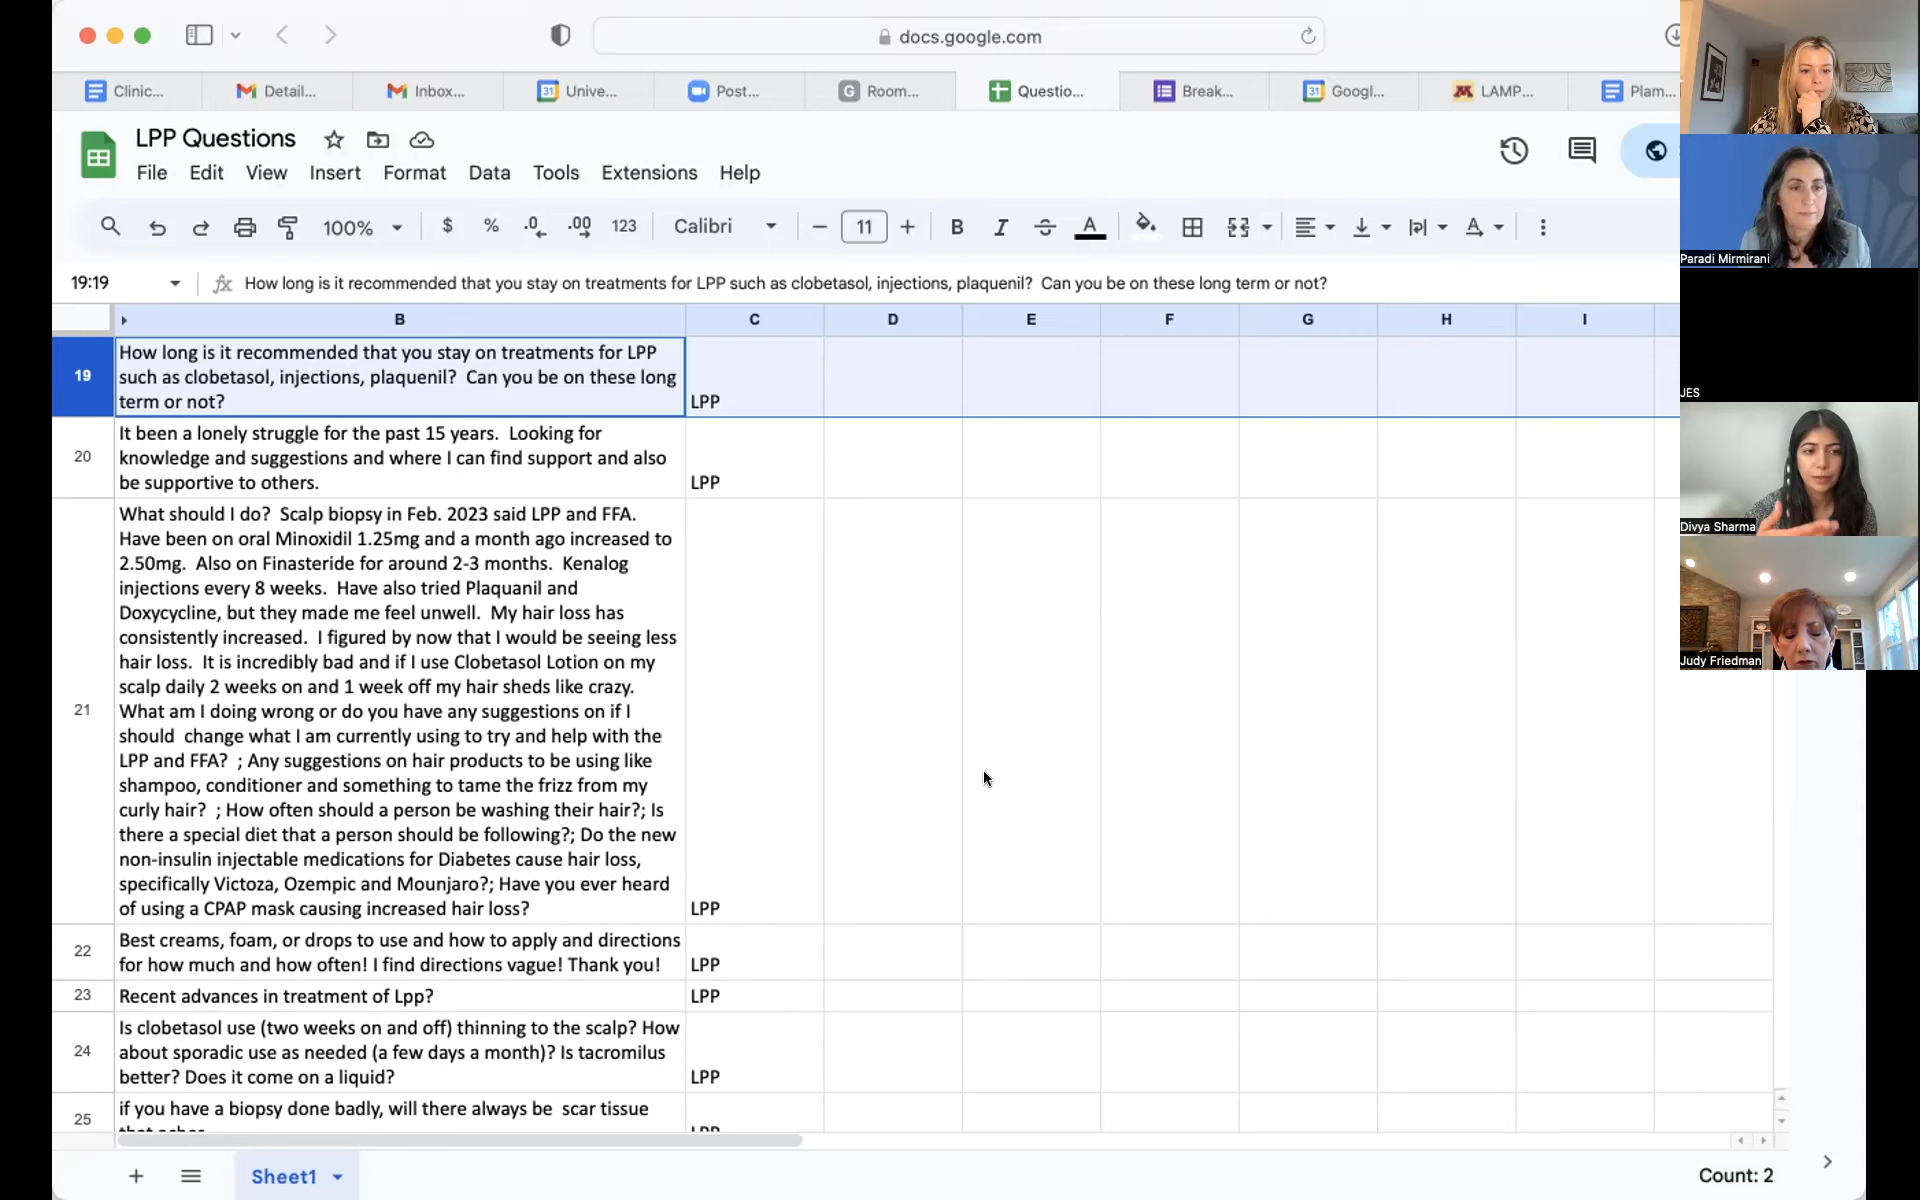 docs.google.com
Clinic...
Detail...
Inbox...
Unive...
Post...
Room...
Questio...
Break...
Googl...
LAMP...
Plam...
LPP Questions
File Edit View Insert Format Data Tools Extensions Help
100% $ % .0 .00 123 Calibri 11 B I A
19:19
How long is it recommended that you stay on treatments for LPP such as clobetasol, injections, plaquenil? Can you be on these long term or not?
B C D E F G H I
19
How long is it recommended that you stay on treatments for LPP
such as clobetasol, injections, plaquenil? Can you be on these long
term or not?
LPP
20
It been a lonely struggle for the past 15 years. Looking for
knowledge and suggestions and where I can find support and also
be supportive to others.
LPP
21
What should I do? Scalp biopsy in Feb. 2023 said LPP and FFA.
Have been on oral Minoxidil 1.25mg and a month ago increased to
2.50mg. Also on Finasteride for around 2-3 months. Kenalog
injections every 8 weeks. Have also tried Plaquanil and
Doxycycline, but they made me feel unwell. My hair loss has
consistently increased. I figured by now that I would be seeing less
hair loss. It is incredibly bad and if I use Clobetasol Lotion on my
scalp daily 2 weeks on and 1 week off my hair sheds like crazy.
What am I doing wrong or do you have any suggestions on if I
should change what I am currently using to try and help with the
LPP and FFA? ; Any suggestions on hair products to be using like
shampoo, conditioner and something to tame the frizz from my
curly hair? ; How often should a person be washing their hair?; Is
there a special diet that a person should be following?; Do the new
non-insulin injectable medications for Diabetes cause hair loss,
specifically Victoza, Ozempic and Mounjaro?; Have you ever heard
of using a CPAP mask causing increased hair loss?
LPP
22
Best creams, foam, or drops to use and how to apply and directions
for how much and how often! I find directions vague! Thank you!
LPP
23
Recent advances in treatment of Lpp?
LPP
24
Is clobetasol use (two weeks on and off) thinning to the scalp? How
about sporadic use as needed (a few days a month)? Is tacromilus
better? Does it come on a liquid?
LPP
25
if you have a biopsy done badly, will there always be scar tissue
Sheet1
Count: 2
Paradi Mirmirani
JES
Divya Sharma
Judy Friedman